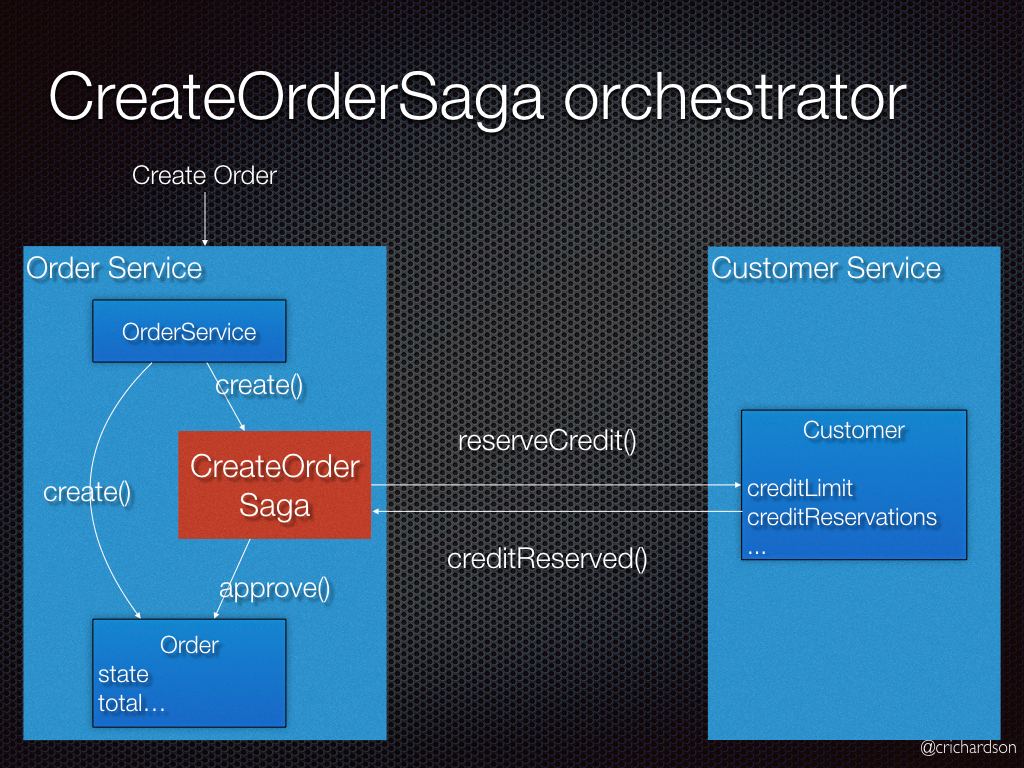 CreateOrderSaga orchestrator
Create Order
Order Service
OrderService
create()
create()
CreateOrder
Saga
approve()
Order
state
total...
reserveCredit()
creditReserved()
Customer Service
Customer
creditLimit
creditReservations
...
@crichardson